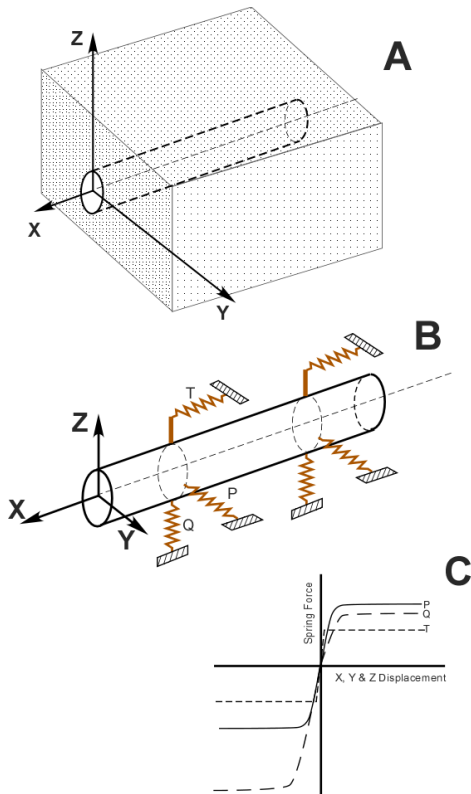 A
Z
X
Y
B
T
Z
P
X
Q
Y
C
Spring Force
P
Q
T
X, Y & Z Displacement